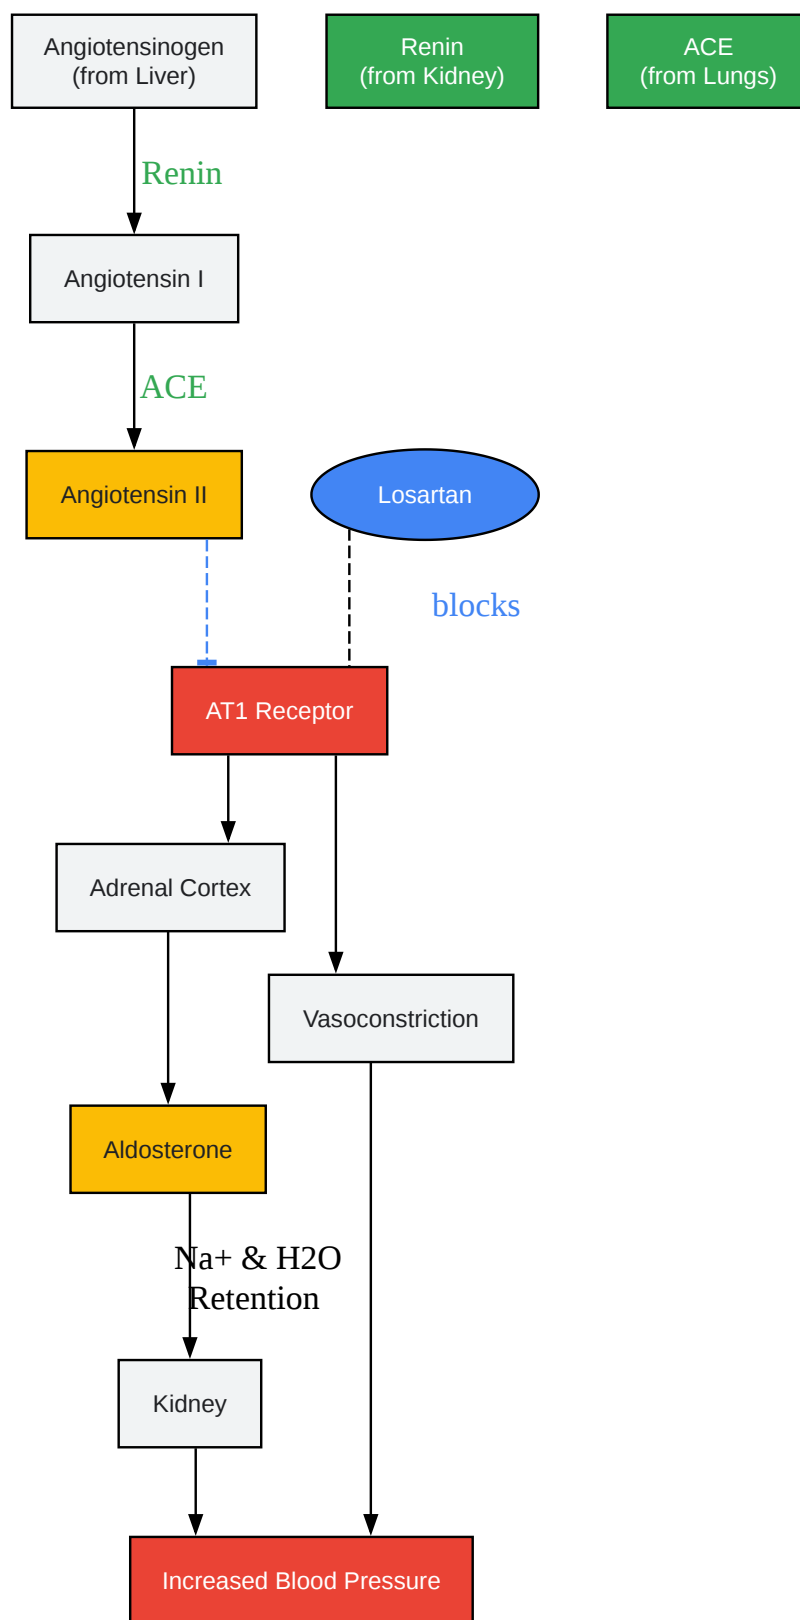 Angiotensinogen
(from Liver)
Renin
(from Kidney)
ACE
(from Lungs)
Renin
Angiotensin I
ACE
Angiotensin II
Losartan
blocks
AT1 Receptor
Adrenal Cortex
Vasoconstriction
Aldosterone
Na+ & H2O
Retention
Kidney
Increased Blood Pressure